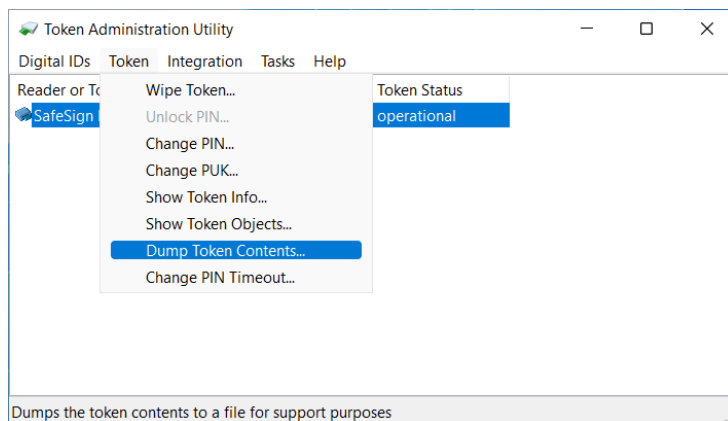 Token Administration Utility
Digital IDs Token Integration Tasks Help
Reader or Token Status
SafeSign operational
Wipe Token...
Unlock PIN...
Change PIN...
Change PUK...
Show Token Info...
Show Token Objects...
Dump Token Contents...
Change PIN Timeout...
Dumps the token contents to a file for support purposes